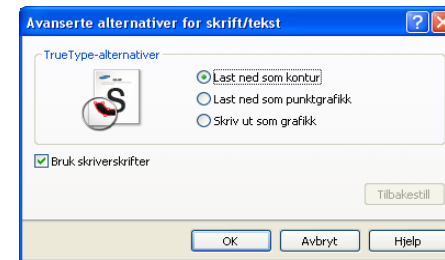 Avanserte alternativer for skrift/tekst
TrueType-alternativer
Last ned som kontur
Last ned som punktgrafikk
Skriv ut som grafikk
Bruk skriverskrifter
Tilbakestill
OK Avbryt Hjelp